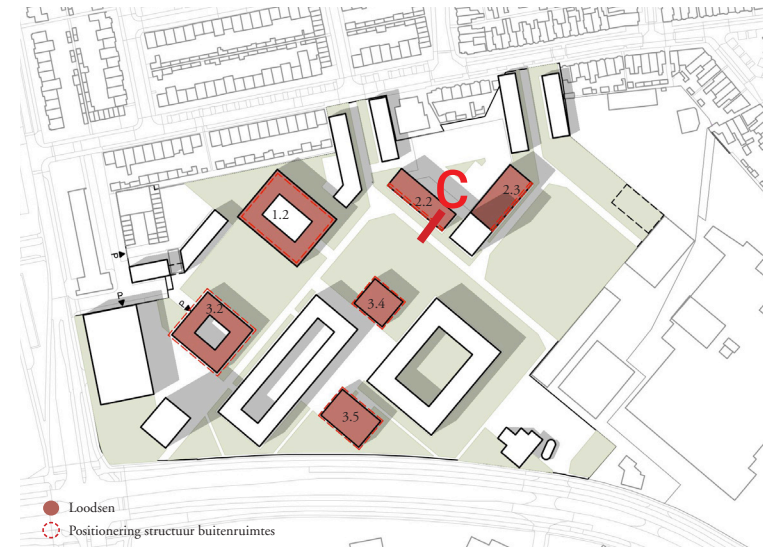 C
2.3
2.2
1.2
P
P
P
3.2
3.4
3.5
Loodsen
Positionering structuur buitenruimtes